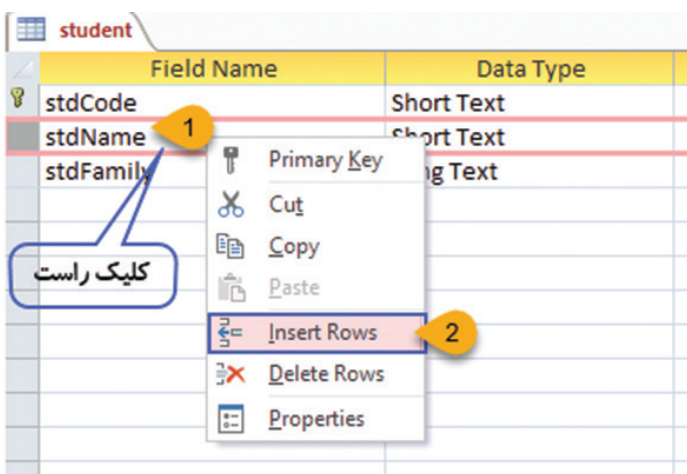 student
Field Name Data Type
stdCode Short Text
stdName 1 Short Text
stdFamily ng Text
Primary Key
Cut
Copy
کلیک راست
Paste
Insert Rows 2
Delete Rows
Properties